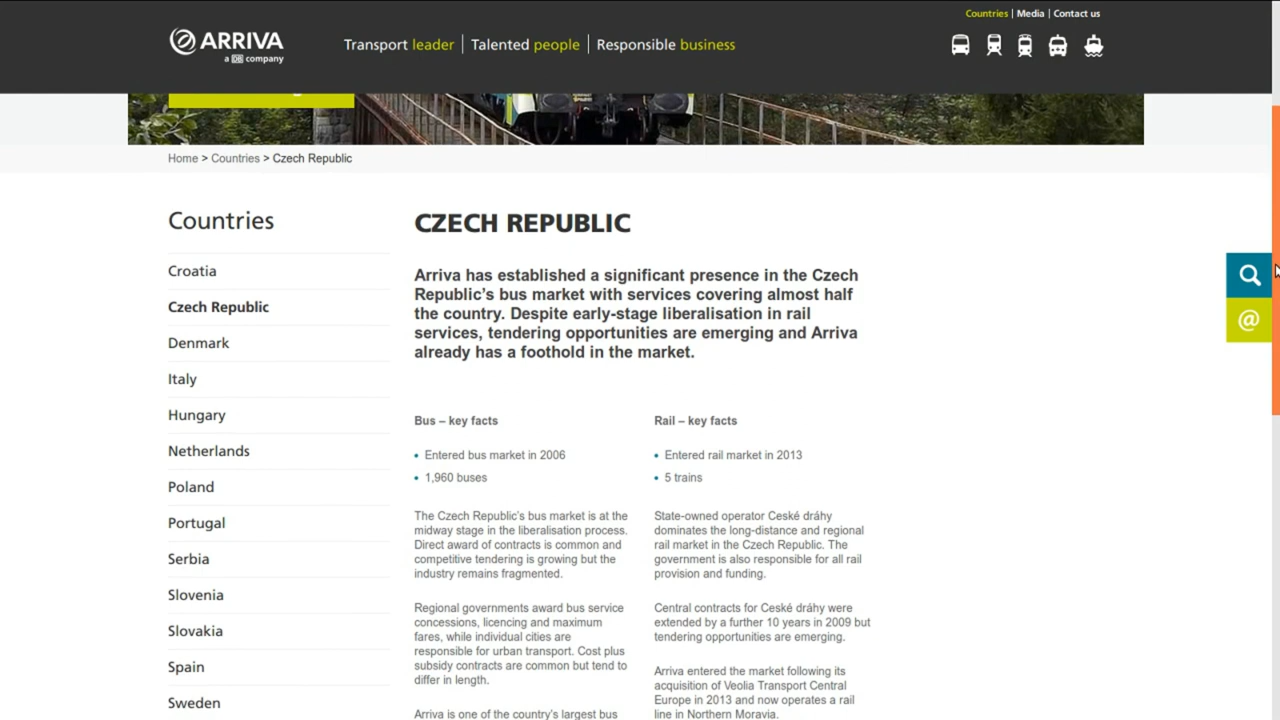 Countries | Media | Contact us
ARRIVA
a DB company
Transport leader | Talented people | Responsible business
Home > Countries > Czech Republic
Countries
Croatia
Czech Republic
Denmark
Italy
Hungary
Netherlands
Poland
Portugal
Serbia
Slovenia
Slovakia
Spain
Sweden
CZECH REPUBLIC
Arriva has established a significant presence in the Czech
Republic’s bus market with services covering almost half
the country. Despite early-stage liberalisation in rail
services, tendering opportunities are emerging and Arriva
already has a foothold in the market.
Bus – key facts
• Entered bus market in 2006
• 1,960 buses
The Czech Republic’s bus market is at the
midway stage in the liberalisation process.
Direct award of contracts is common and
competitive tendering is growing but the
industry remains fragmented.
Regional governments award bus service
concessions, licencing and maximum
fares, while individual cities are
responsible for urban transport. Cost plus
subsidy contracts are common but tend to
differ in length.
Arriva is one of the country’s largest bus
Rail – key facts
• Entered rail market in 2013
• 5 trains
State-owned operator Ceské dráhy
dominates the long-distance and regional
rail market in the Czech Republic. The
government is also responsible for all rail
provision and funding.
Central contracts for Ceské dráhy were
extended by a further 10 years in 2009 but
tendering opportunities are emerging.
Arriva entered the market following its
acquisition of Veolia Transport Central
Europe in 2013 and now operates a rail
line in Northern Moravia.
@